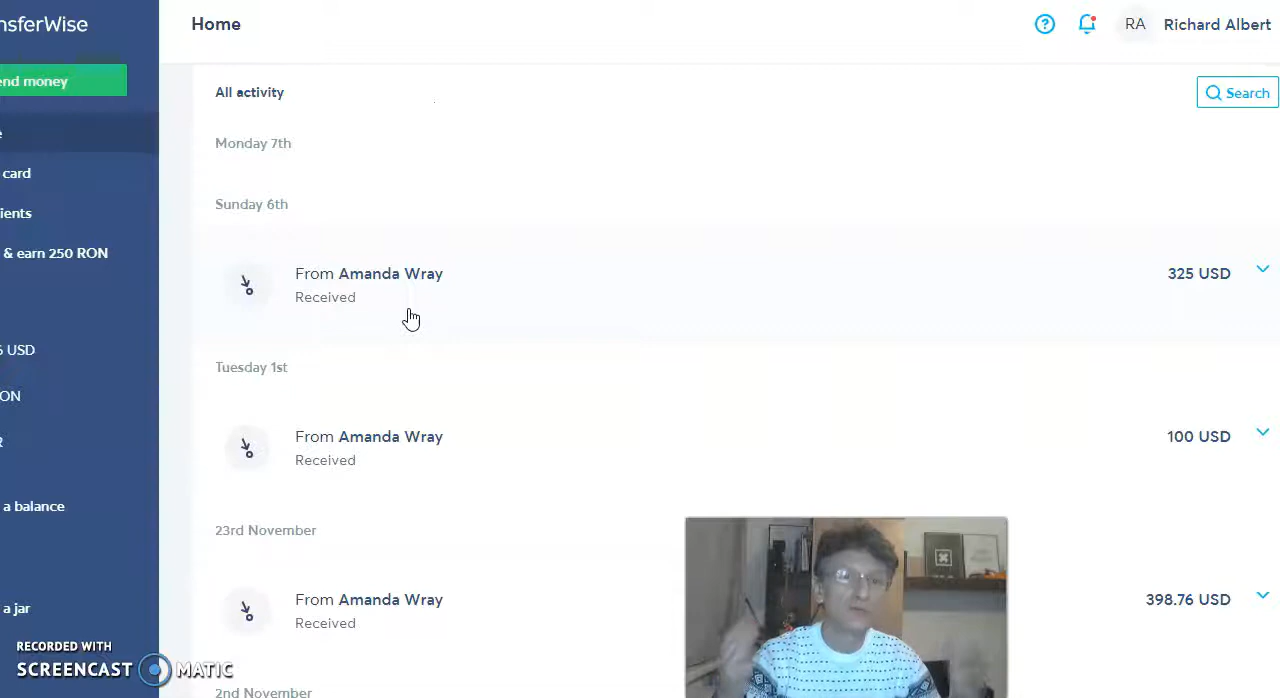 nsferWise
Home
RA
Richard Albert
end money
All activity
Search
Monday 7th
card
Sunday 6th
ients
& earn 250 RON
From Amanda Wray
325 USD
Received
USD
Tuesday 1st
ON
From Amanda Wray
100 USD
Received
a balance
23rd November
From Amanda Wray
398.76 USD
a jar
Received
RECORDED WITH
SCREENCAST MATIC
2nd November